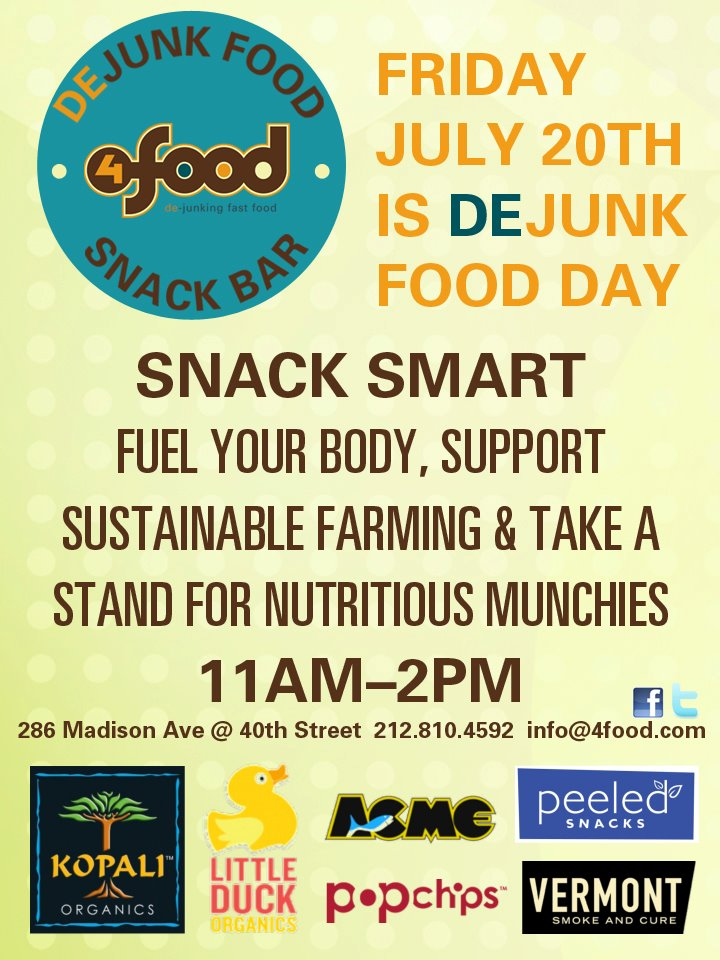 DEJUNK FOOD
4food
de-junking fast food
SNACK BAR
FRIDAY
JULY 20TH
IS DEJUNK
FOOD DAY
SNACK SMART
FUEL YOUR BODY, SUPPORT
SUSTAINABLE FARMING & TAKE A
STAND FOR NUTRITIOUS MUNCHIES
11AM–2PM
f t
286 Madison Ave @ 40th Street 212.810.4592 info@4food.com
KOPALI™
ORGANICS
LITTLE
DUCK
ORGANICS
ACME
popchips™
peeled
SNACKS
VERMONT
SMOKE AND CURE